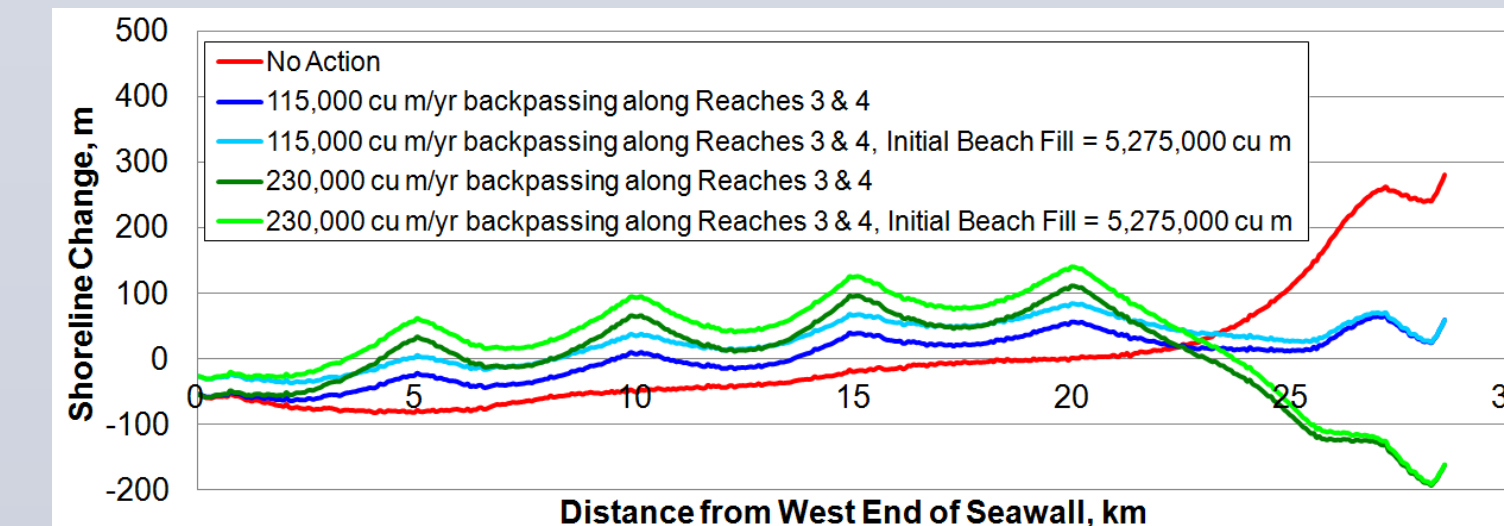 500
400
300
200
100
0
-100
-200
Shoreline Change, m
No Action
115,000 cu m/yr backpassing along Reaches 3 & 4
115,000 cu m/yr backpassing along Reaches 3 & 4, Initial Beach Fill = 5,275,000 cu m
230,000 cu m/yr backpassing along Reaches 3 & 4
230,000 cu m/yr backpassing along Reaches 3 & 4, Initial Beach Fill = 5,275,000 cu m
0 5 10 15 20 25 3
Distance from West End of Seawall, km